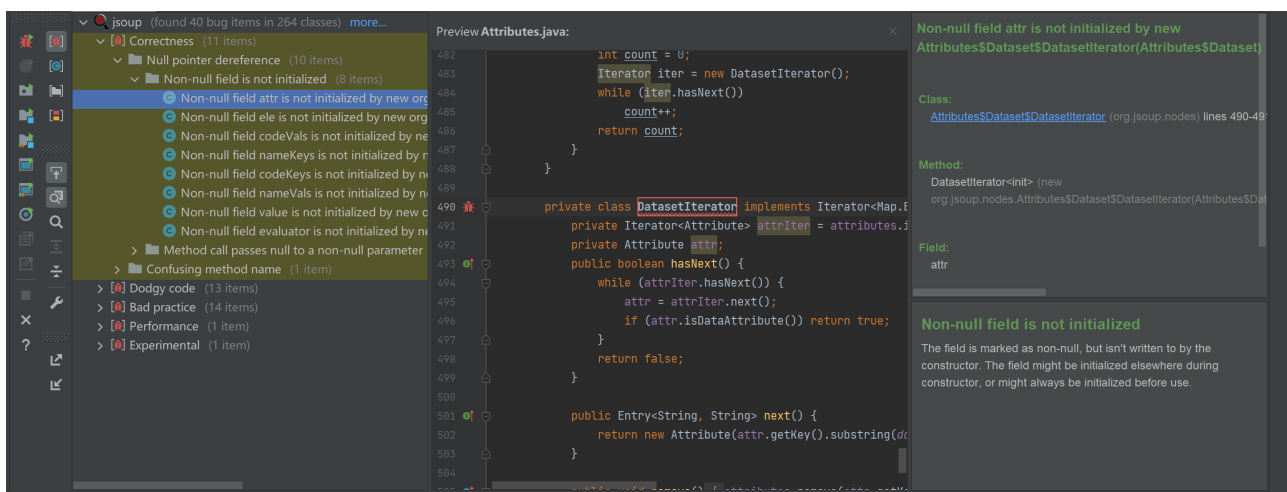 jsoup (found 40 bug items in 264 classes) more...
Correctness (11 items)
Null pointer dereference (10 items)
Non-null field is not initialized (8 items)
Non-null field attr is not initialized by new org
Non-null field ele is not initialized by new org
Non-null field codeVals is not initialized by ne
Non-null field nameKeys is not initialized by n
Non-null field codeKeys is not initialized by n
Non-null field nameVals is not initialized by n
Non-null field value is not initialized by new o
Non-null field evaluator is not initialized by ne
Method call passes null to a non-null parameter
Confusing method name (1 item)
Dodgy code (13 items)
Bad practice (14 items)
Performance (1 item)
Experimental (1 item)
Preview Attributes.java:
482 int count = 0;
483 Iterator iter = new DatasetIterator();
484 while (iter.hasNext())
485 count++;
486 return count;
487 }
488 }
489
490 private class DatasetIterator implements Iterator<Map.E
491 private Iterator<Attribute> attrIter = attributes.i
492 private Attribute attr;
493 public boolean hasNext() {
494 while (attrIter.hasNext()) {
495 attr = attrIter.next();
496 if (attr.isDataAttribute()) return true;
497 }
498 return false;
499 }
500
501 public Entry<String, String> next() {
502 return new Attribute(attr.getKey().substring(da
503 }
504
Non-null field attr is not initialized by new
Attributes$Dataset$DatasetIterator(Attributes$Dataset)
Class:
Attributes$Dataset$DatasetIterator (org.jsoup.nodes) lines 490-49
Method:
DatasetIterator<init> (new
org.jsoup.nodes.Attributes$Dataset$DatasetIterator(Attributes$Dat
Field:
attr
Non-null field is not initialized
The field is marked as non-null, but isn't written to by the
constructor. The field might be initialized elsewhere during
constructor, or might always be initialized before use.